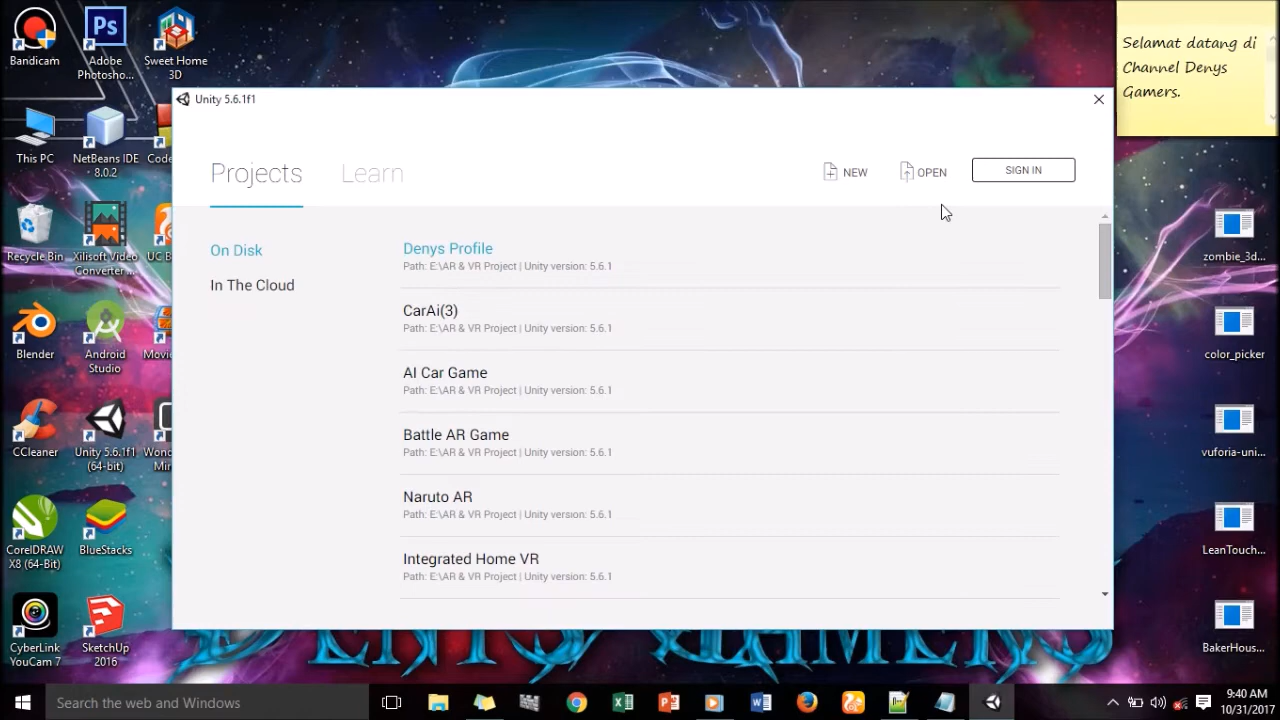 Bandicam
Adobe
Photosho...
Sweet Home
3D
Selamat datang di
Channel Denys
Gamers.
Unity 5.6.1f1
Projects
Learn
NEW
OPEN
SIGN IN
This PC
NetBeans IDE
8.0.2
Recycle Bin
Xilisoft Video
Converter ...
On Disk
In The Cloud
Denys Profile
Path: E:\AR & VR Project | Unity version: 5.6.1
CarAi(3)
Path: E:\AR & VR Project | Unity version: 5.6.1
AI Car Game
Path: E:\AR & VR Project | Unity version: 5.6.1
Battle AR Game
Path: E:\AR & VR Project | Unity version: 5.6.1
Naruto AR
Path: E:\AR & VR Project | Unity version: 5.6.1
Integrated Home VR
Path: E:\AR & VR Project | Unity version: 5.6.1
zombie_3d...
color_picker
vuforia-uni...
LeanTouch...
BakerHous...
Blender
Android
Studio
CCleaner
Unity 5.6.1f1
(64-bit)
CorelDRAW
X8 (64-Bit)
BlueStacks
CyberLink
YouCam 7
SketchUp
2016
Search the web and Windows
9:40 AM
10/31/2017